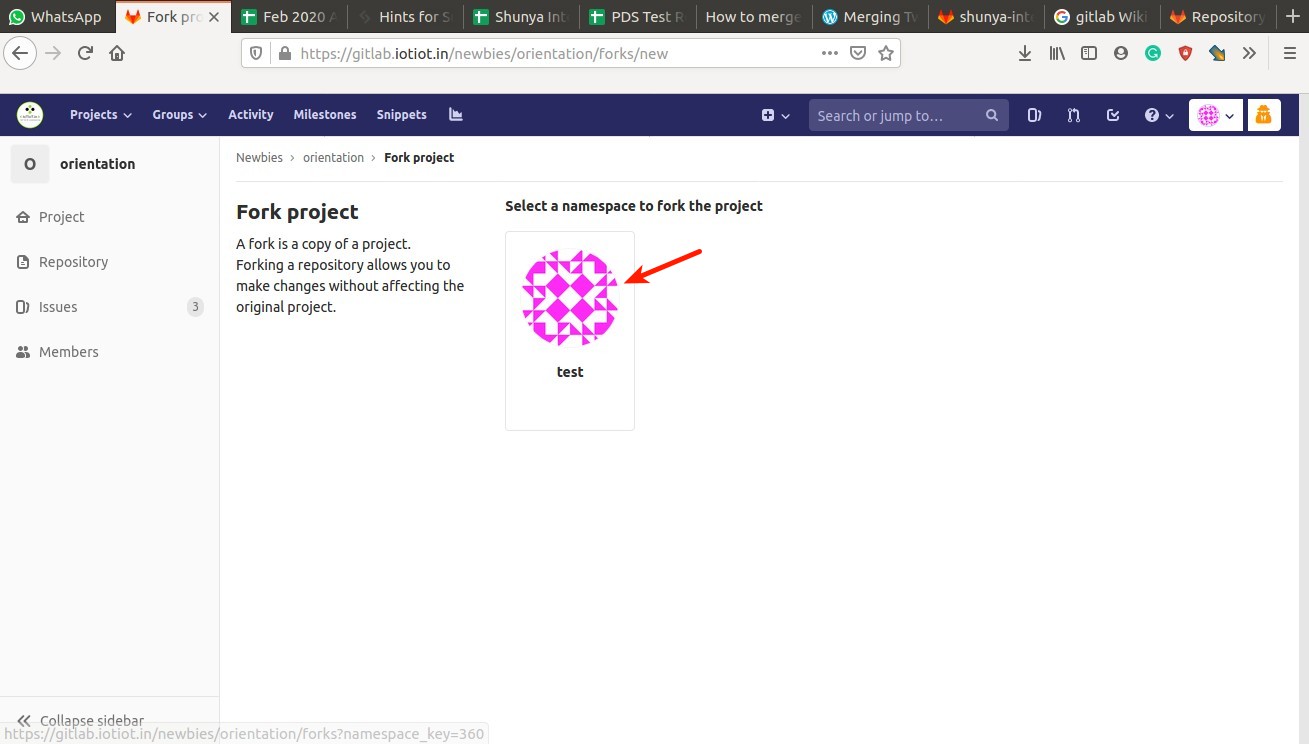 WhatsApp
Fork pro
Feb 2020 A
Hints for S
Shunya Int
PDS Test R
How to merge
Merging Tw
shunya-int
gitlab Wiki
Repository
https://gitlab.iotiot.in/newbies/orientation/forks/new
Projects
Groups
Activity
Milestones
Snippets
Search or jump to...
O orientation
Project
Repository
Issues 3
Members
Collapse sidebar
Newbies › orientation › Fork project
Fork project
A fork is a copy of a project.
Forking a repository allows you to
make changes without affecting the
original project.
Select a namespace to fork the project
test
https://gitlab.iotiot.in/newbies/orientation/forks?namespace_key=360